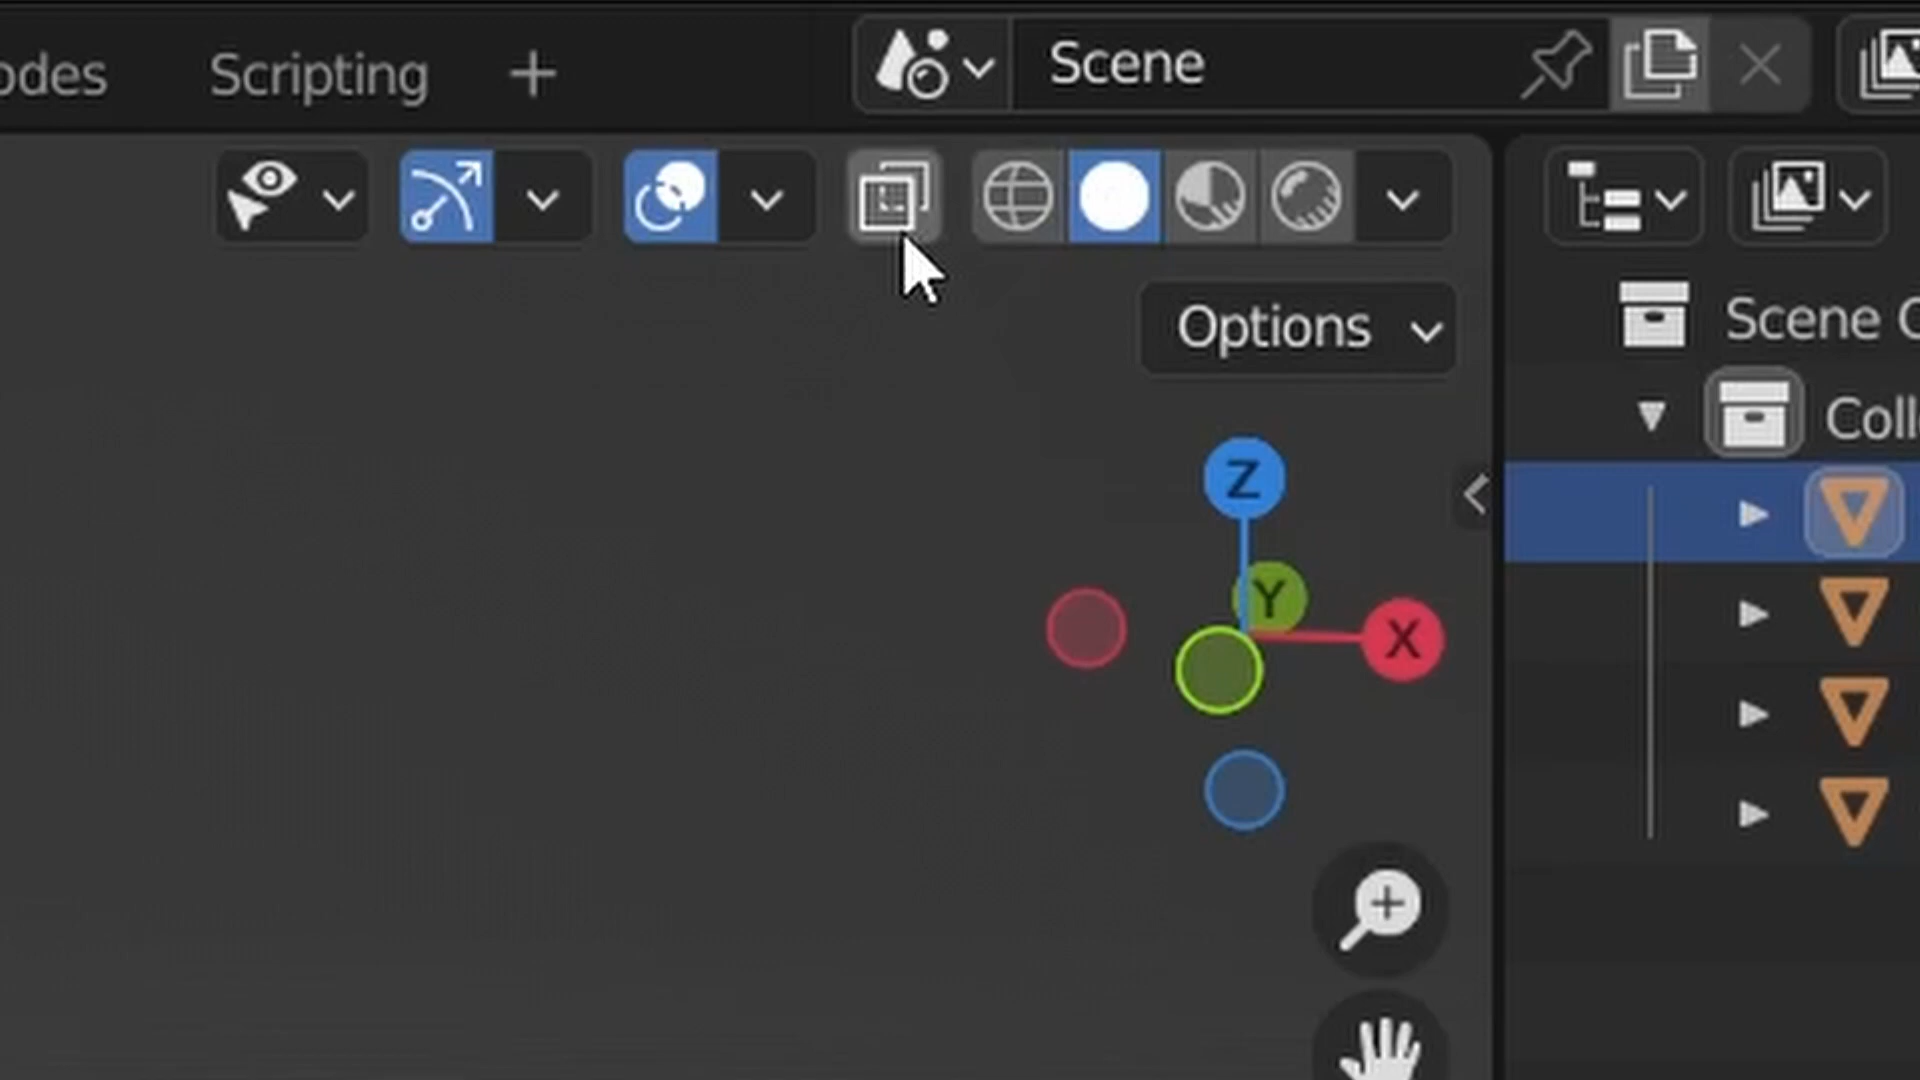 odes Scripting +
Scene
Options
Scene C
Coll
Z
Y
X